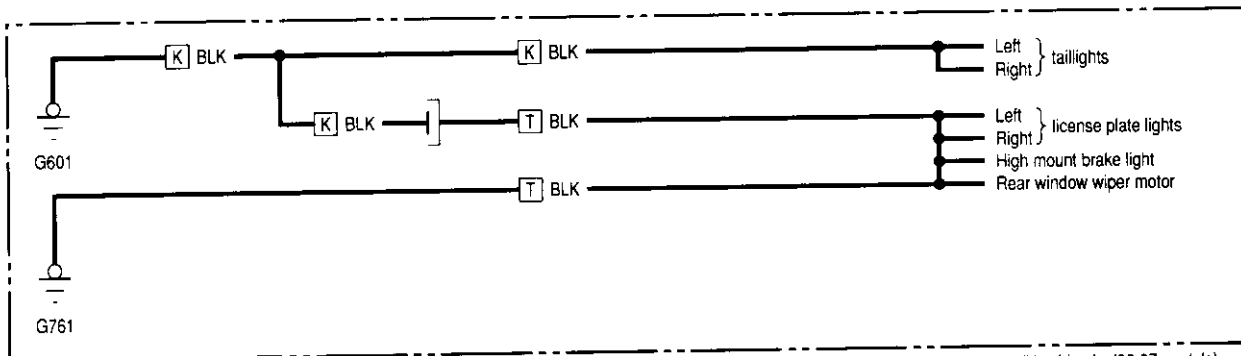 K BLK K BLK Left } taillights
Right
K BLK T BLK Left } license plate lights
Right
G601 High mount brake light
T BLK Rear window wiper motor
G761